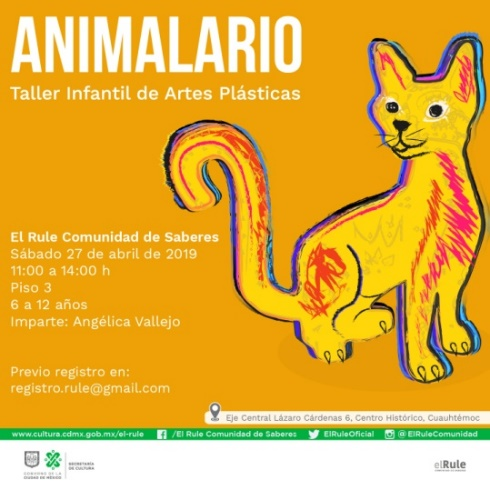 ANIMALARIO
Taller Infantil de Artes Plásticas
El Rule Comunidad de Saberes
Sábado 27 de abril de 2019
11:00 a 14:00 h
Piso 3
6 a 12 años
Imparte: Angélica Vallejo
Previo registro en:
registro.rule@gmail.com
Eje Central Lázaro Cárdenas 6, Centro Histórico, Cuauhtémoc
www.cultura.cdmx.gob.mx/el-rule /El Rule Comunidad de Saberes ElRuleOficial @ElRuleComunidad
GOBIERNO DE LA
CIUDAD DE MÉXICO
SECRETARÍA
DE CULTURA
elRule